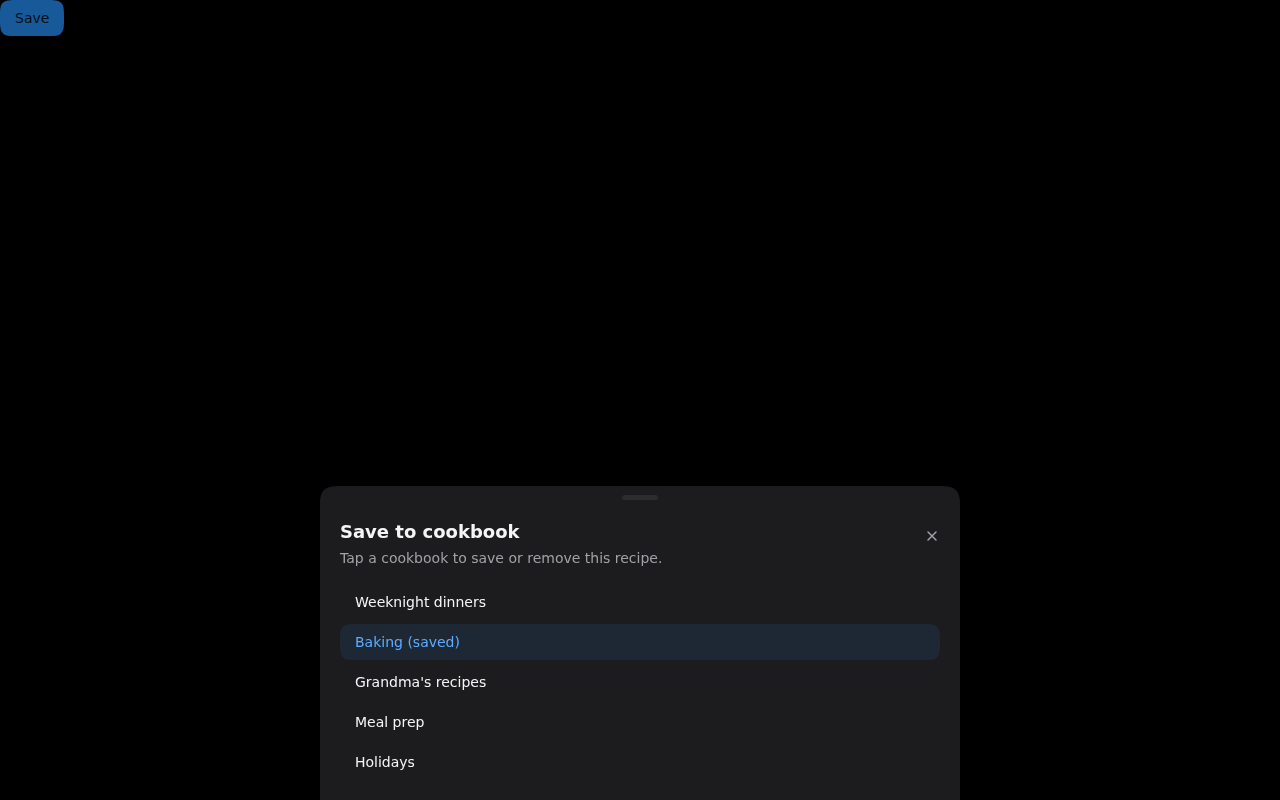 Save
Save to cookbook
Tap a cookbook to save or remove this recipe.
Weeknight dinners
Baking (saved)
Grandma's recipes
Meal prep
Holidays